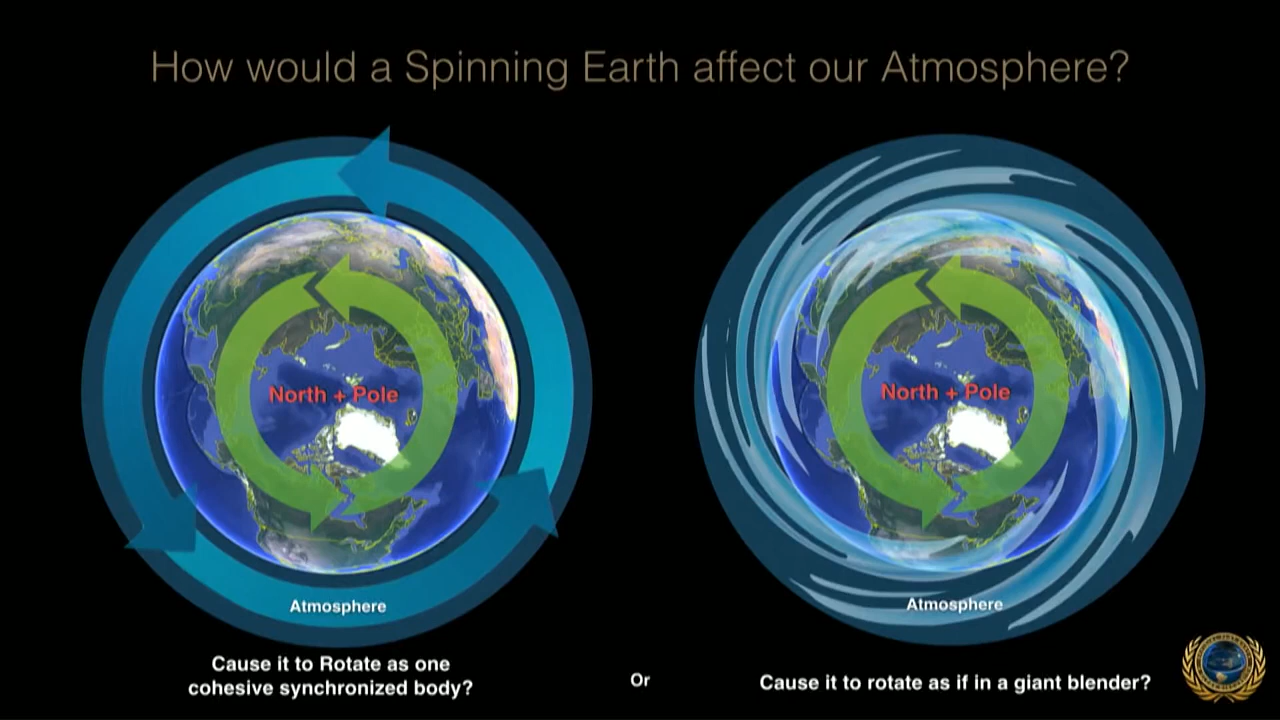 How would a Spinning Earth affect our Atmosphere?
North + Pole
North + Pole
Atmosphere
Atmosphere
Cause it to Rotate as one
cohesive synchronized body?
Or
Cause it to rotate as if in a giant blender?